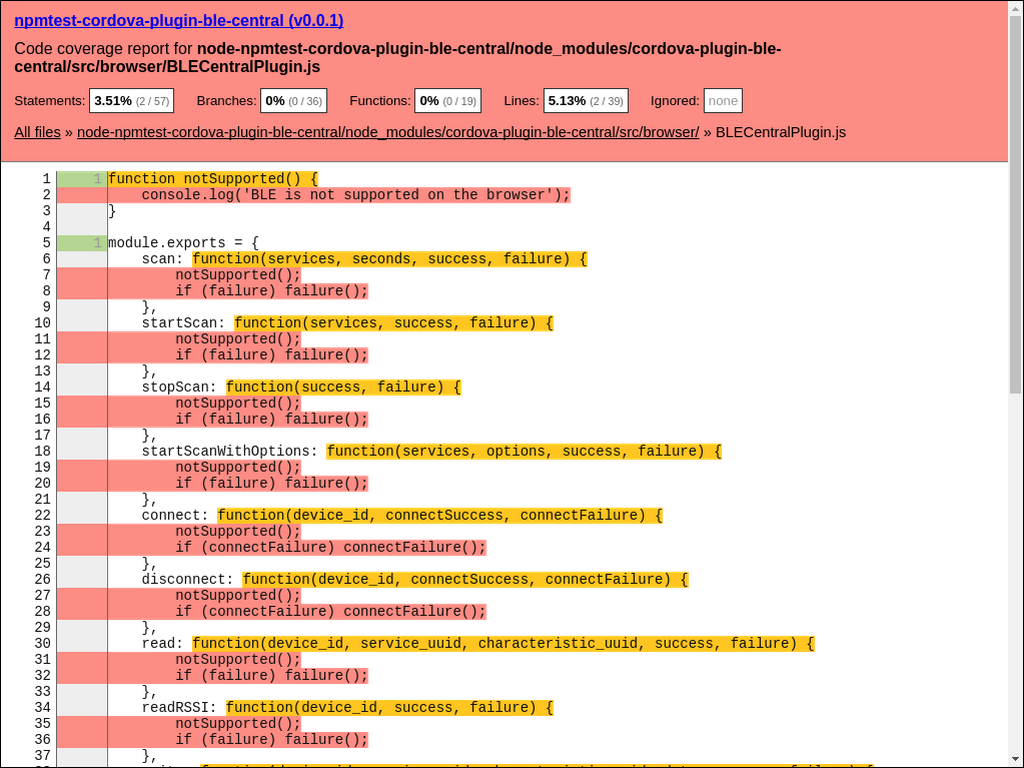 npmtest-cordova-plugin-ble-central (v0.0.1)
Code coverage report for node-npmtest-cordova-plugin-ble-central/node_modules/cordova-plugin-ble-
central/src/browser/BLECentralPlugin.js
Statements: 3.51% (2 / 57) Branches: 0% (0 / 36) Functions: 0% (0 / 19) Lines: 5.13% (2 / 39) Ignored: none
All files » node-npmtest-cordova-plugin-ble-central/node_modules/cordova-plugin-ble-central/src/browser/ » BLECentralPlugin.js
1 1 function notSupported() {
2 console.log('BLE is not supported on the browser');
3 }
4
5 1 module.exports = {
6 scan: function(services, seconds, success, failure) {
7 notSupported();
8 if (failure) failure();
9 },
10 startScan: function(services, success, failure) {
11 notSupported();
12 if (failure) failure();
13 },
14 stopScan: function(success, failure) {
15 notSupported();
16 if (failure) failure();
17 },
18 startScanWithOptions: function(services, options, success, failure) {
19 notSupported();
20 if (failure) failure();
21 },
22 connect: function(device_id, connectSuccess, connectFailure) {
23 notSupported();
24 if (connectFailure) connectFailure();
25 },
26 disconnect: function(device_id, connectSuccess, connectFailure) {
27 notSupported();
28 if (connectFailure) connectFailure();
29 },
30 read: function(device_id, service_uuid, characteristic_uuid, success, failure) {
31 notSupported();
32 if (failure) failure();
33 },
34 readRSSI: function(device_id, success, failure) {
35 notSupported();
36 if (failure) failure();
37 },